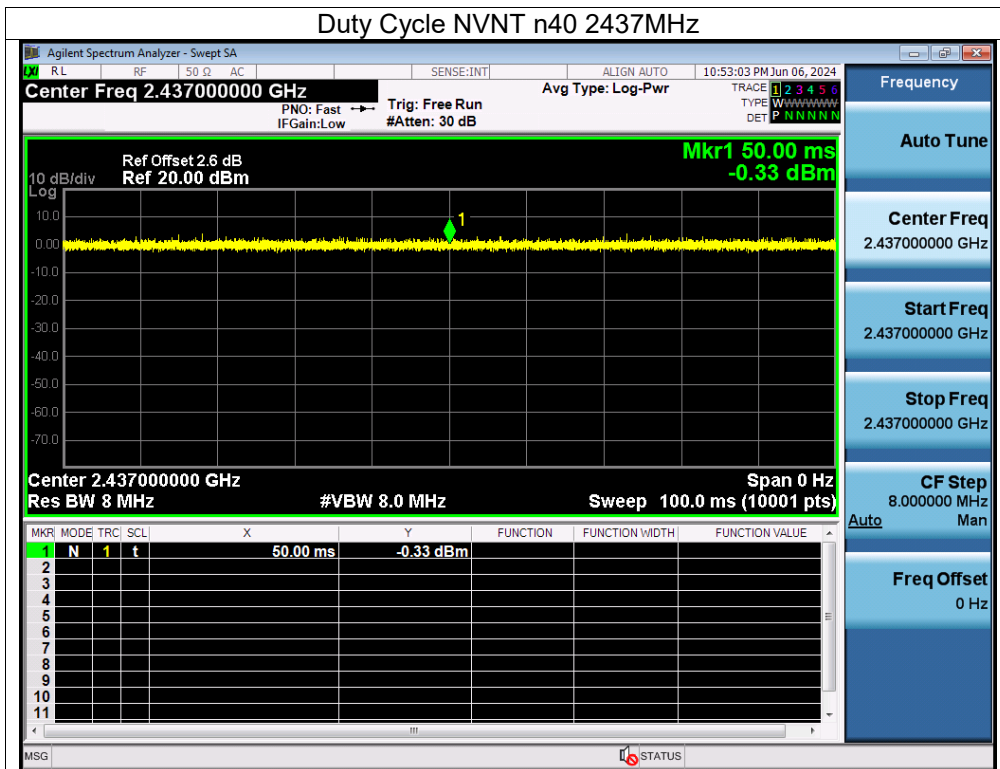 Duty Cycle NVNT n40 2437MHz
Agilent Spectrum Analyzer - Swept SA
LXI RL RF 50 Ω AC SENSE:INT ALIGN AUTO 10:53:03 PM Jun 06, 2024
Center Freq 2.437000000 GHz
PNO: Fast
IFGain:Low
Trig: Free Run
#Atten: 30 dB
Avg Type: Log-Pwr
TRACE 1 2 3 4 5 6
TYPE WWWWWW
DET P N N N N N
Mkr1 50.00 ms
-0.33 dBm
Ref Offset 2.6 dB
10 dB/div Ref 20.00 dBm
Log
10.0
0.00
-10.0
-20.0
-30.0
-40.0
-50.0
-60.0
-70.0
1
Center 2.437000000 GHz Span 0 Hz
Res BW 8 MHz #VBW 8.0 MHz Sweep 100.0 ms (10001 pts)
MKR MODE TRC SCL X Y FUNCTION FUNCTION WIDTH FUNCTION VALUE
1 N 1 t 50.00 ms -0.33 dBm
2
3
4
5
6
7
8
9
10
11
MSG STATUS
Frequency
Auto Tune
Center Freq
2.437000000 GHz
Start Freq
2.437000000 GHz
Stop Freq
2.437000000 GHz
CF Step
8.000000 MHz
Auto Man
Freq Offset
0 Hz